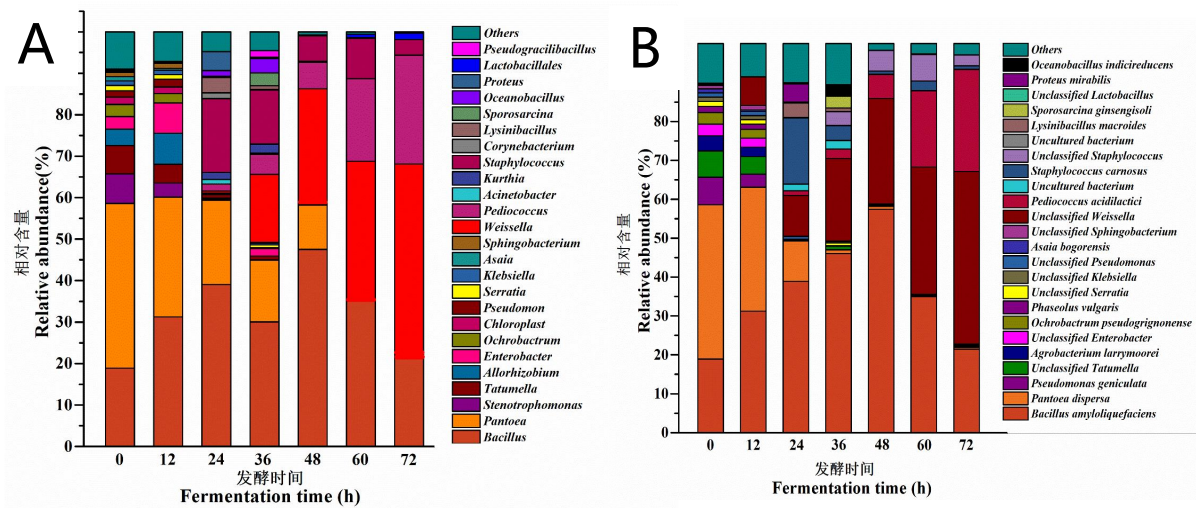 A
相对含量
Relative abundance(%)
80
70
60
50
40
30
20
10
0
0 12 24 36 48 60 72
发酵时间
Fermentation time (h)
Others
Pseudogracilibacillus
Lactobacillales
Proteus
Oceanobacillus
Sporosarcina
Lysinibacillus
Corynebacterium
Staphylococcus
Kurthia
Acinetobacter
Pediococcus
Weissella
Sphingobacterium
Asaia
Klebsiella
Serratia
Pseudomon
Chloroplast
Ochrobactrum
Enterobacter
Allorhizobium
Tatumella
Stenotrophomonas
Pantoea
Bacillus
B
相对含量
Relative abundance (%)
80
70
60
50
40
30
20
10
0
0 12 24 36 48 60 72
发酵时间
Fermentation time (h)
Others
Oceanobacillus indicireducens
Proteus mirabilis
Unclassified Lactobacillus
Sporosarcina ginsengisoli
Lysinibacillus macroides
Uncultured bacterium
Unclassified Staphylococcus
Staphylococcus carnosus
Uncultured bacterium
Pediococcus acidilactici
Unclassified Weissella
Unclassified Sphingobacterium
Asaia bogorensis
Unclassified Pseudomonas
Unclassified Klebsiella
Unclassified Serratia
Phaseolus vulgaris
Ochrobactrum pseudogrignonense
Unclassified Enterobacter
Agrobacterium larrymoorei
Unclassified Tatumella
Pseudomonas geniculata
Pantoea dispersa
Bacillus amyloliquefaciens